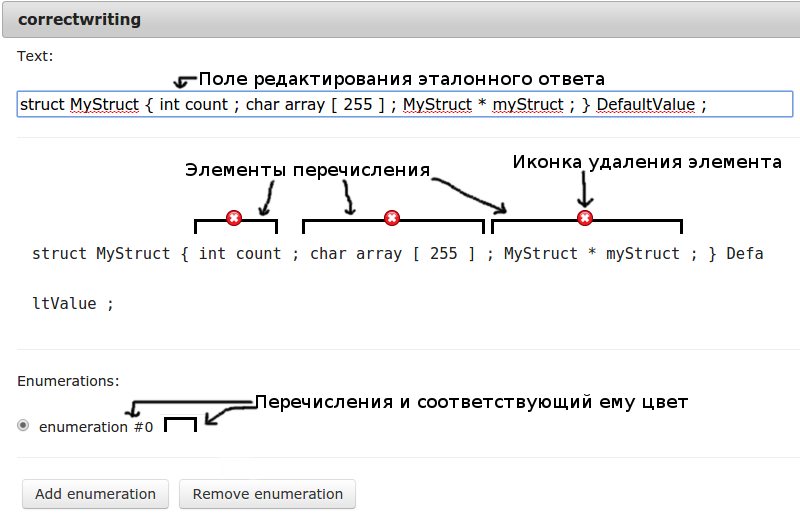 correctwriting
Text:
Поле редактирования эталонного ответа
struct MyStruct { int count ; char array [ 255 ] ; MyStruct * myStruct ; } DefaultValue ;
Элементы перечисления
Иконка удаления элемента
struct MyStruct { int count ; char array [ 255 ] ; MyStruct * myStruct ; } Defa
ltValue ;
Enumerations:
Перечисления и соответствующий ему цвет
enumeration #0
Add enumeration Remove enumeration